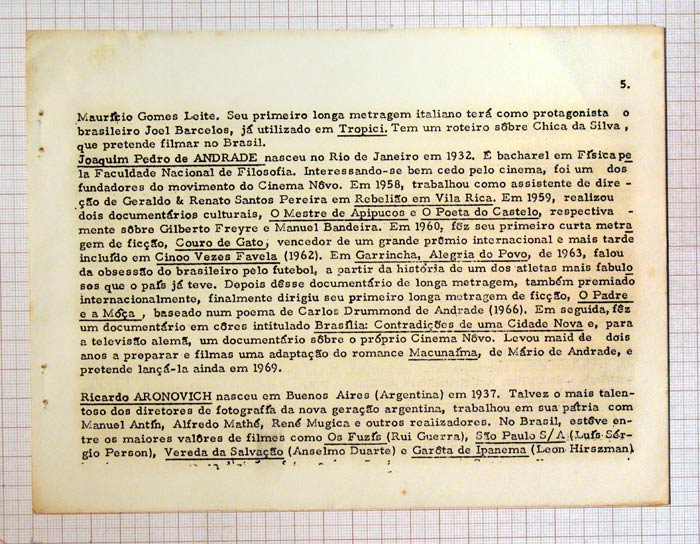 5.
Maurício Gomes Leite. Seu primeiro longa metragem italiano terá como protagonista o
brasileiro Joel Barcelos, já utilizado em Tropici. Tem um roteiro sôbre Chica da Silva ,
que pretende filmar no Brasil.
Joaquim Pedro de ANDRADE nasceu no Rio de Janeiro em 1932. É bacharel em Física pe
la Faculdade Nacional de Filosofia. Interessando-se bem cedo pelo cinema, foi um dos
fundadores do movimento do Cinema Nôvo. Em 1958, trabalhou como assistente de dire -
ção de Geraldo & Renato Santos Pereira em Rebelião em Vila Rica. Em 1959, realizou
dois documentários culturais, O Mestre de Apipucos e O Poeta do Castelo, respectiva -
mente sôbre Gilberto Freyre e Manuel Bandeira. Em 1960, fêz seu primeiro curta metra
gem de ficção, Couro de Gato, vencedor de um grande prêmio internacional e mais tarde
incluído em Cinoo Vezes Favela (1962). Em Garrincha, Alegria do Povo, de 1963, falou
da obsessão do brasileiro pelo futebol, a partir da história de um dos atletas mais fabulo
sos que o país já teve. Depois dêsse documentário de longa metragem, também premiado
internacionalmente, finalmente dirigiu seu primeiro longa metragem de ficção, O Padre
e a Môça , baseado num poema de Carlos Drummond de Andrade (1966). Em seguida, fêz
um documentário em côres intitulado Brasília: Contradições de uma Cidade Nova e, para
a televisão alemã, um documentário sôbre o próprio Cinema Nôvo. Levou maid de dois
anos a preparar e filmas uma adaptação do romance Macunaíma, de Mário de Andrade, e
pretende lançá-la ainda em 1969.
Ricardo ARONOVICH nasceu em Buenos Aires (Argentina) em 1937. Talvez o mais talen-
toso dos diretores de fotografía da nova geração argentina, trabalhou em sua pátria com
Manuel Antín, Alfredo Mathé, René Mugica e outros realizadores. No Brasil, estêve en-
tre os maiores valôres de filmes como Os Fuzís (Rui Guerra), São Paulo S/A (Luís Sér-
gio Person), Vereda da Salvação (Anselmo Duarte) e Garôta de Ipanema (Leon Hirszman)